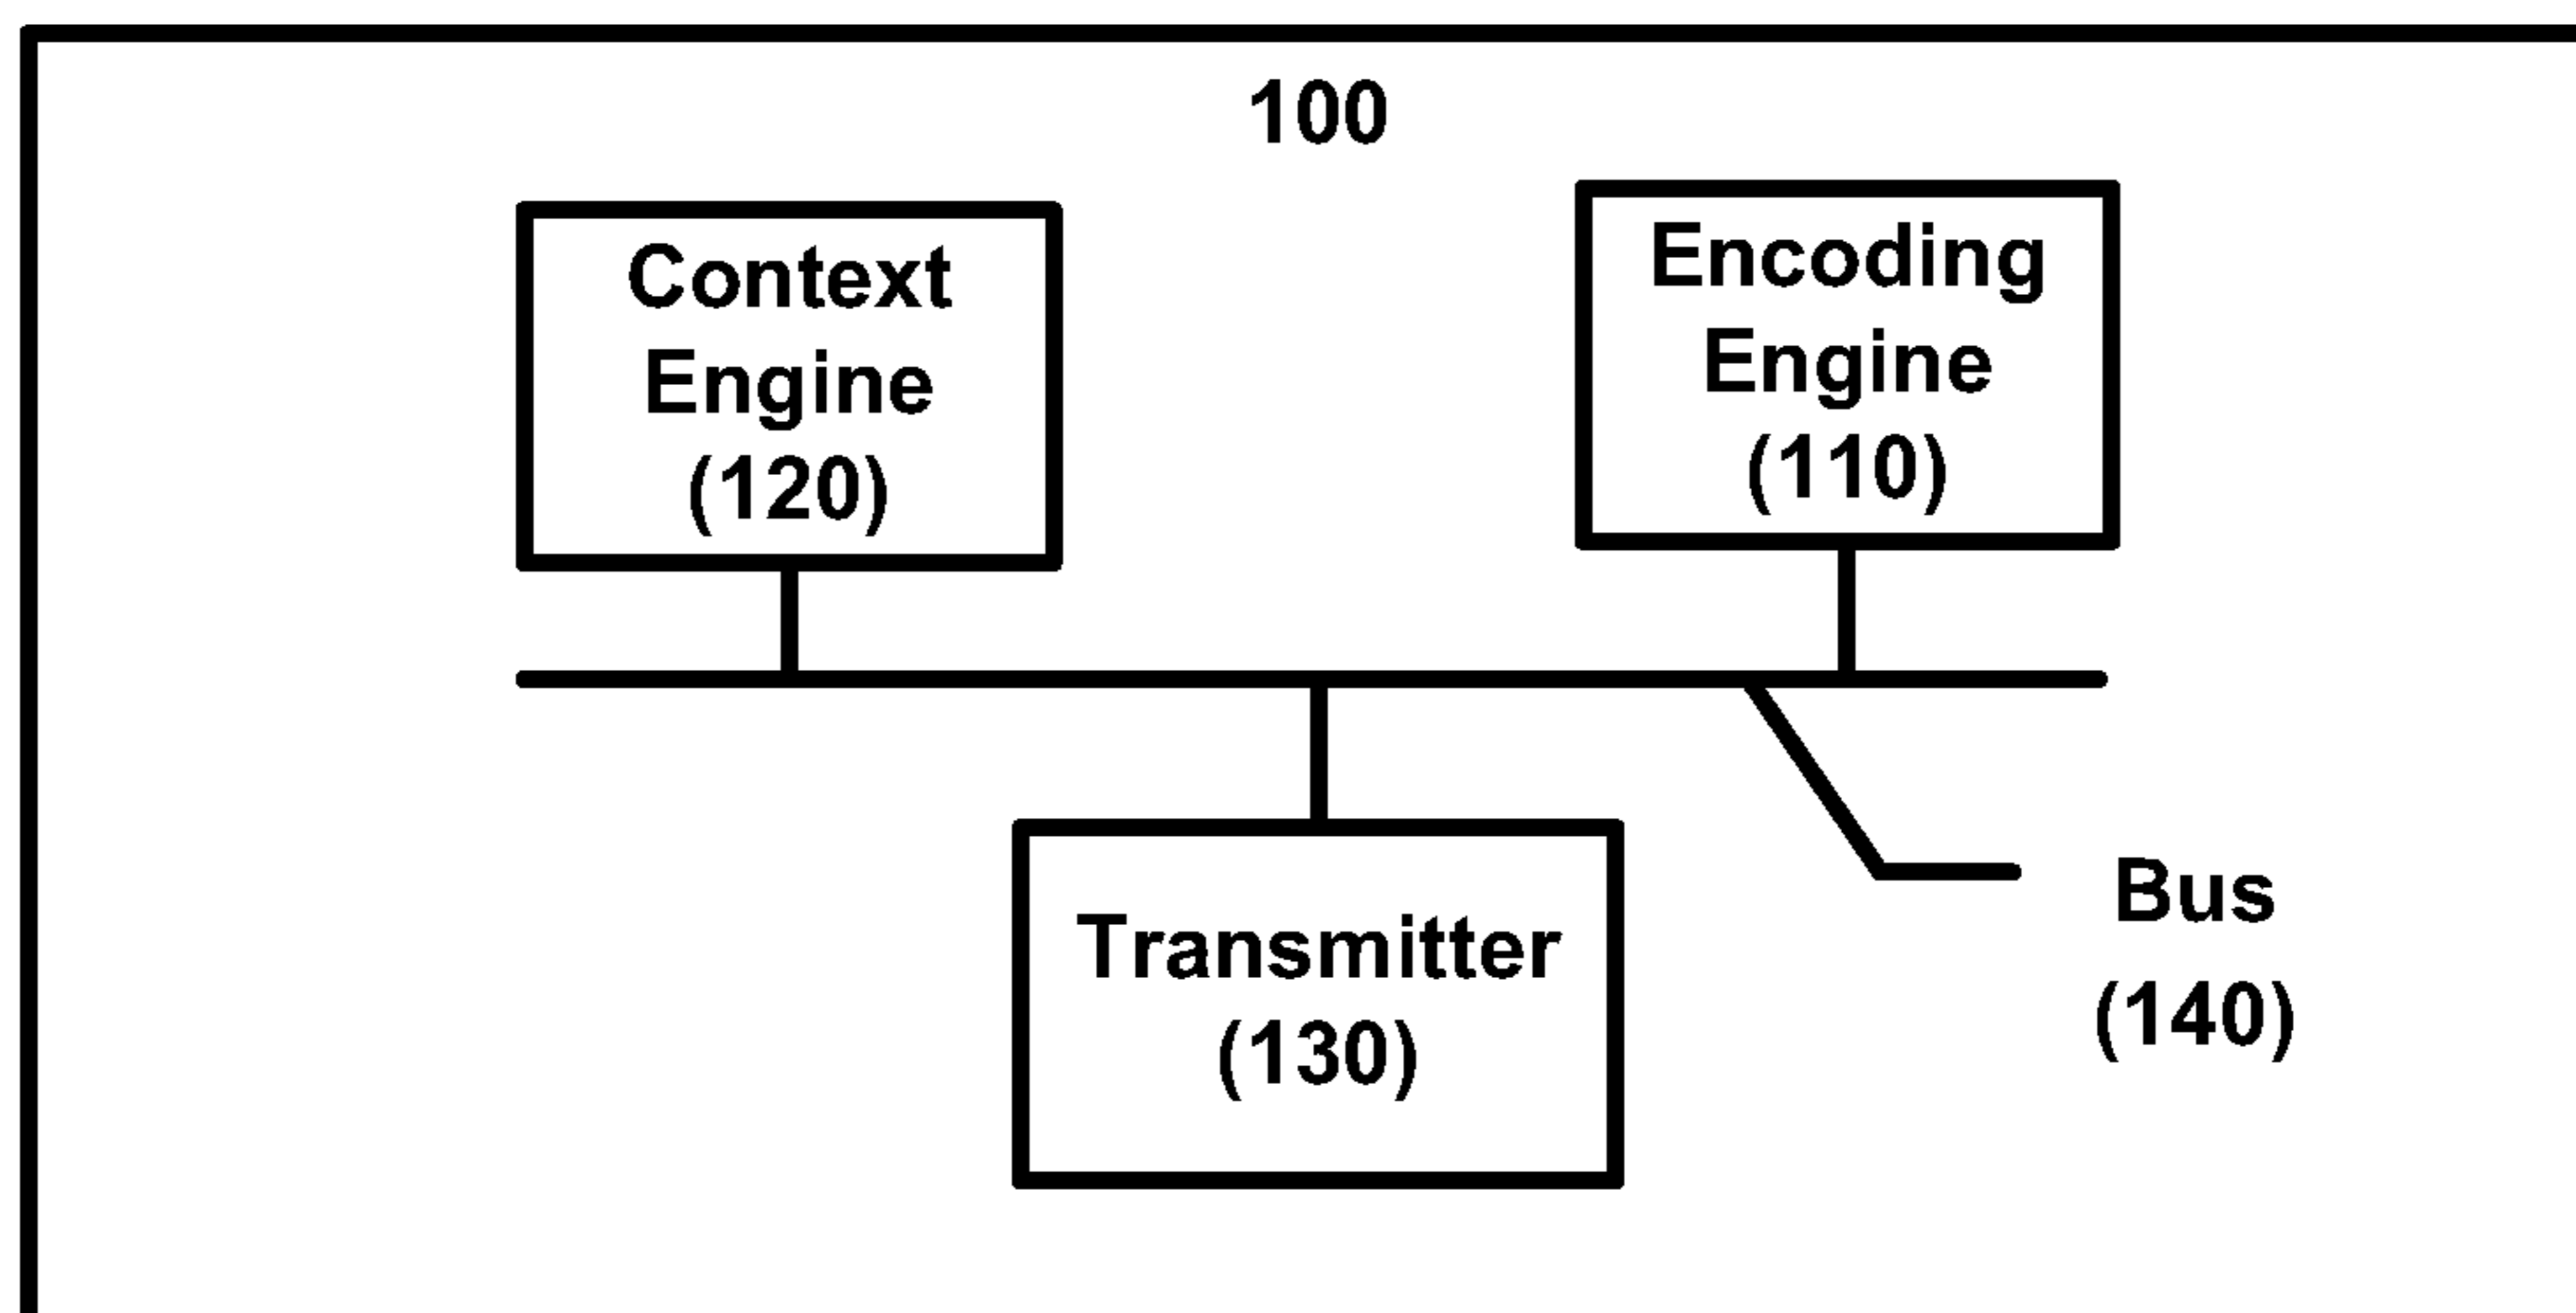 100
Context
Engine
(120)
Encoding
Engine
(110)
Transmitter
(130)
Bus
(140)